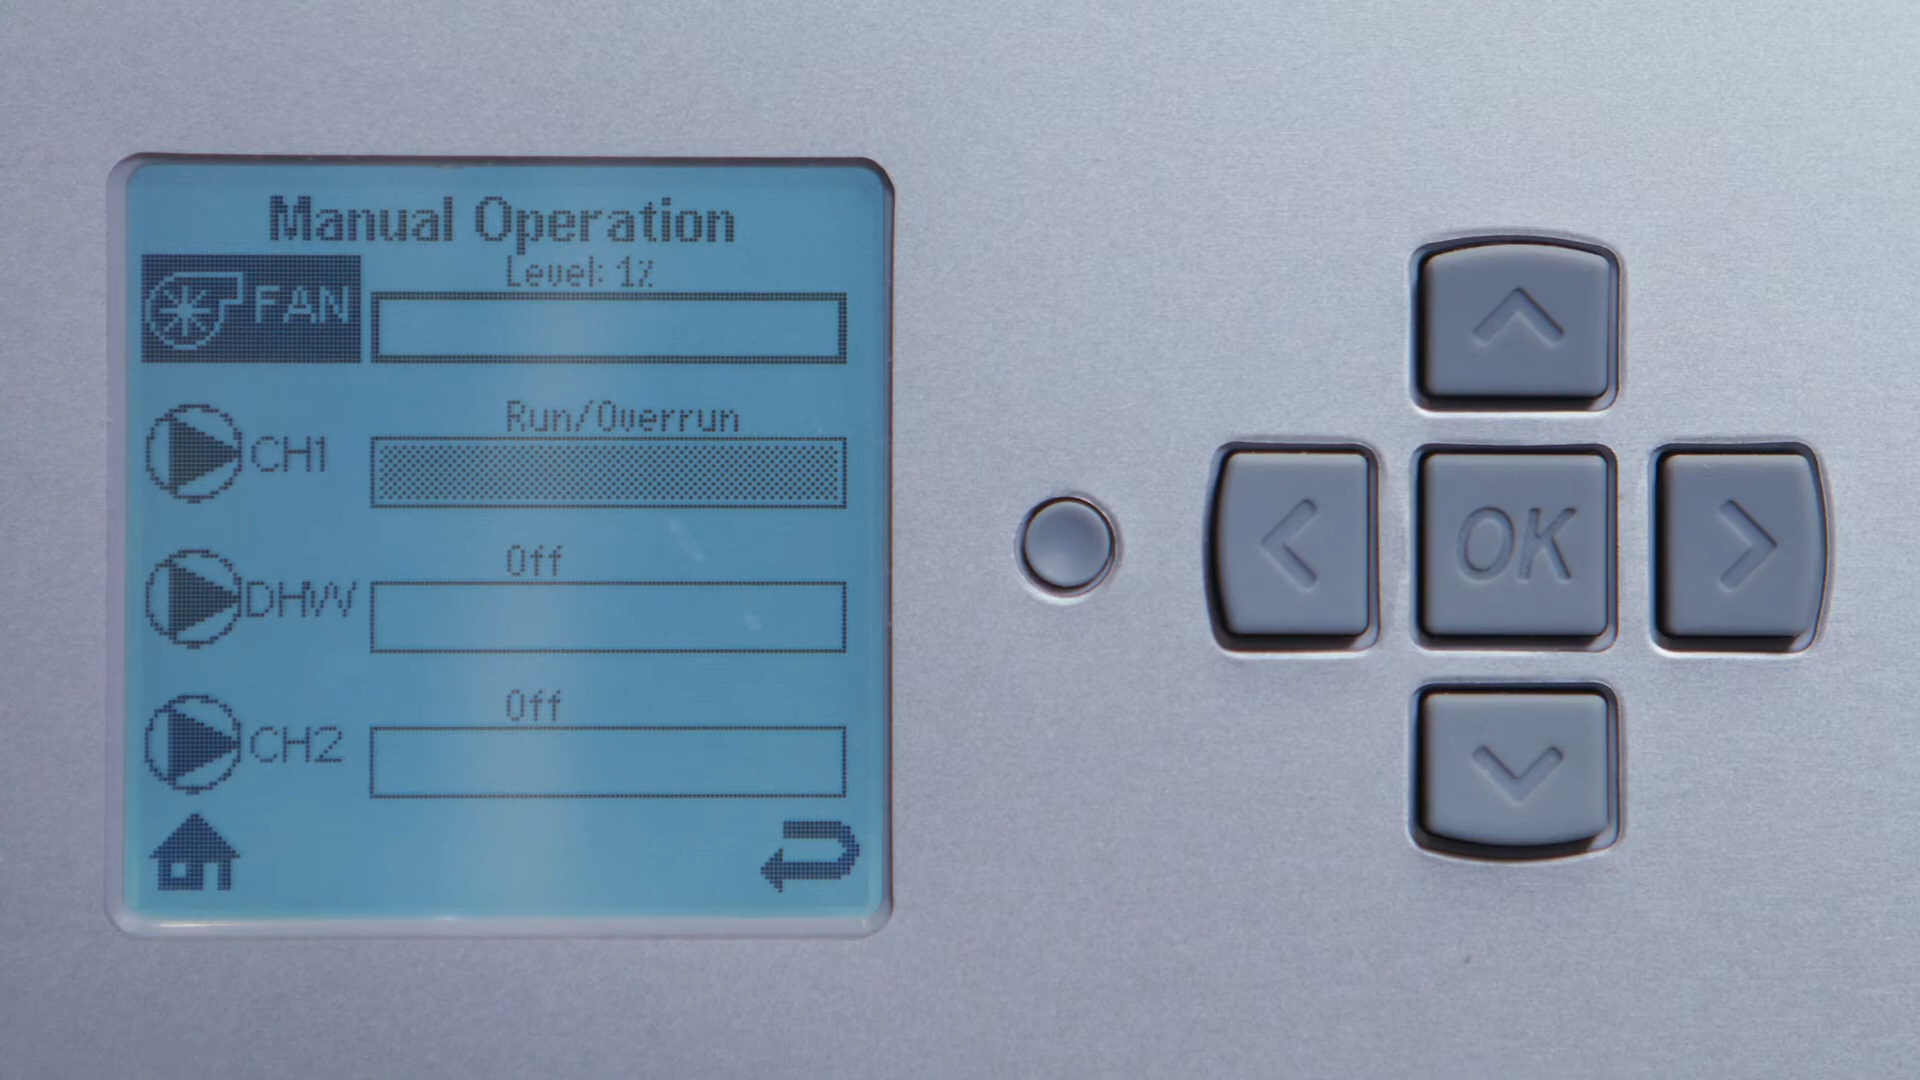 Manual Operation
Level: 1%
FAN
Run/Overrun
CH1
Off
DHW
Off
CH2
OK